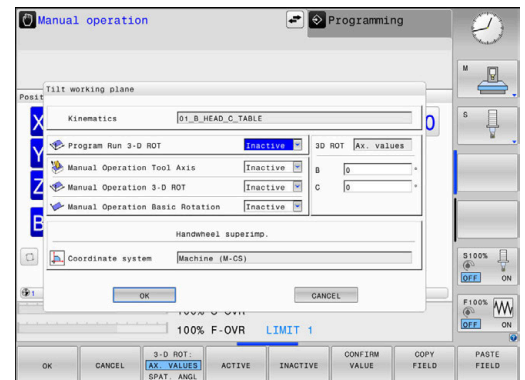 Manual operation
Programming
Posit
Tilt working plane
Kinematics
01_B_HEAD_C_TABLE
X
0
Program Run 3-D ROT
Inactive
3D ROT
Ax. values
Y
Manual Operation Tool Axis
Inactive
B
0
°
Z
Manual Operation 3-D ROT
Inactive
C
0
°
Manual Operation Basic Rotation
Inactive
B
Handwheel superimp.
Coordinate system
Machine (M-CS)
1
OK
CANCEL
100% F-OVR
LIMIT 1
M
S
S100%
OFF
ON
F100%
OFF
ON
OK
CANCEL
3-D ROT:
AX. VALUES
SPAT. ANGL
ACTIVE
INACTIVE
CONFIRM
VALUE
COPY
FIELD
PASTE
FIELD